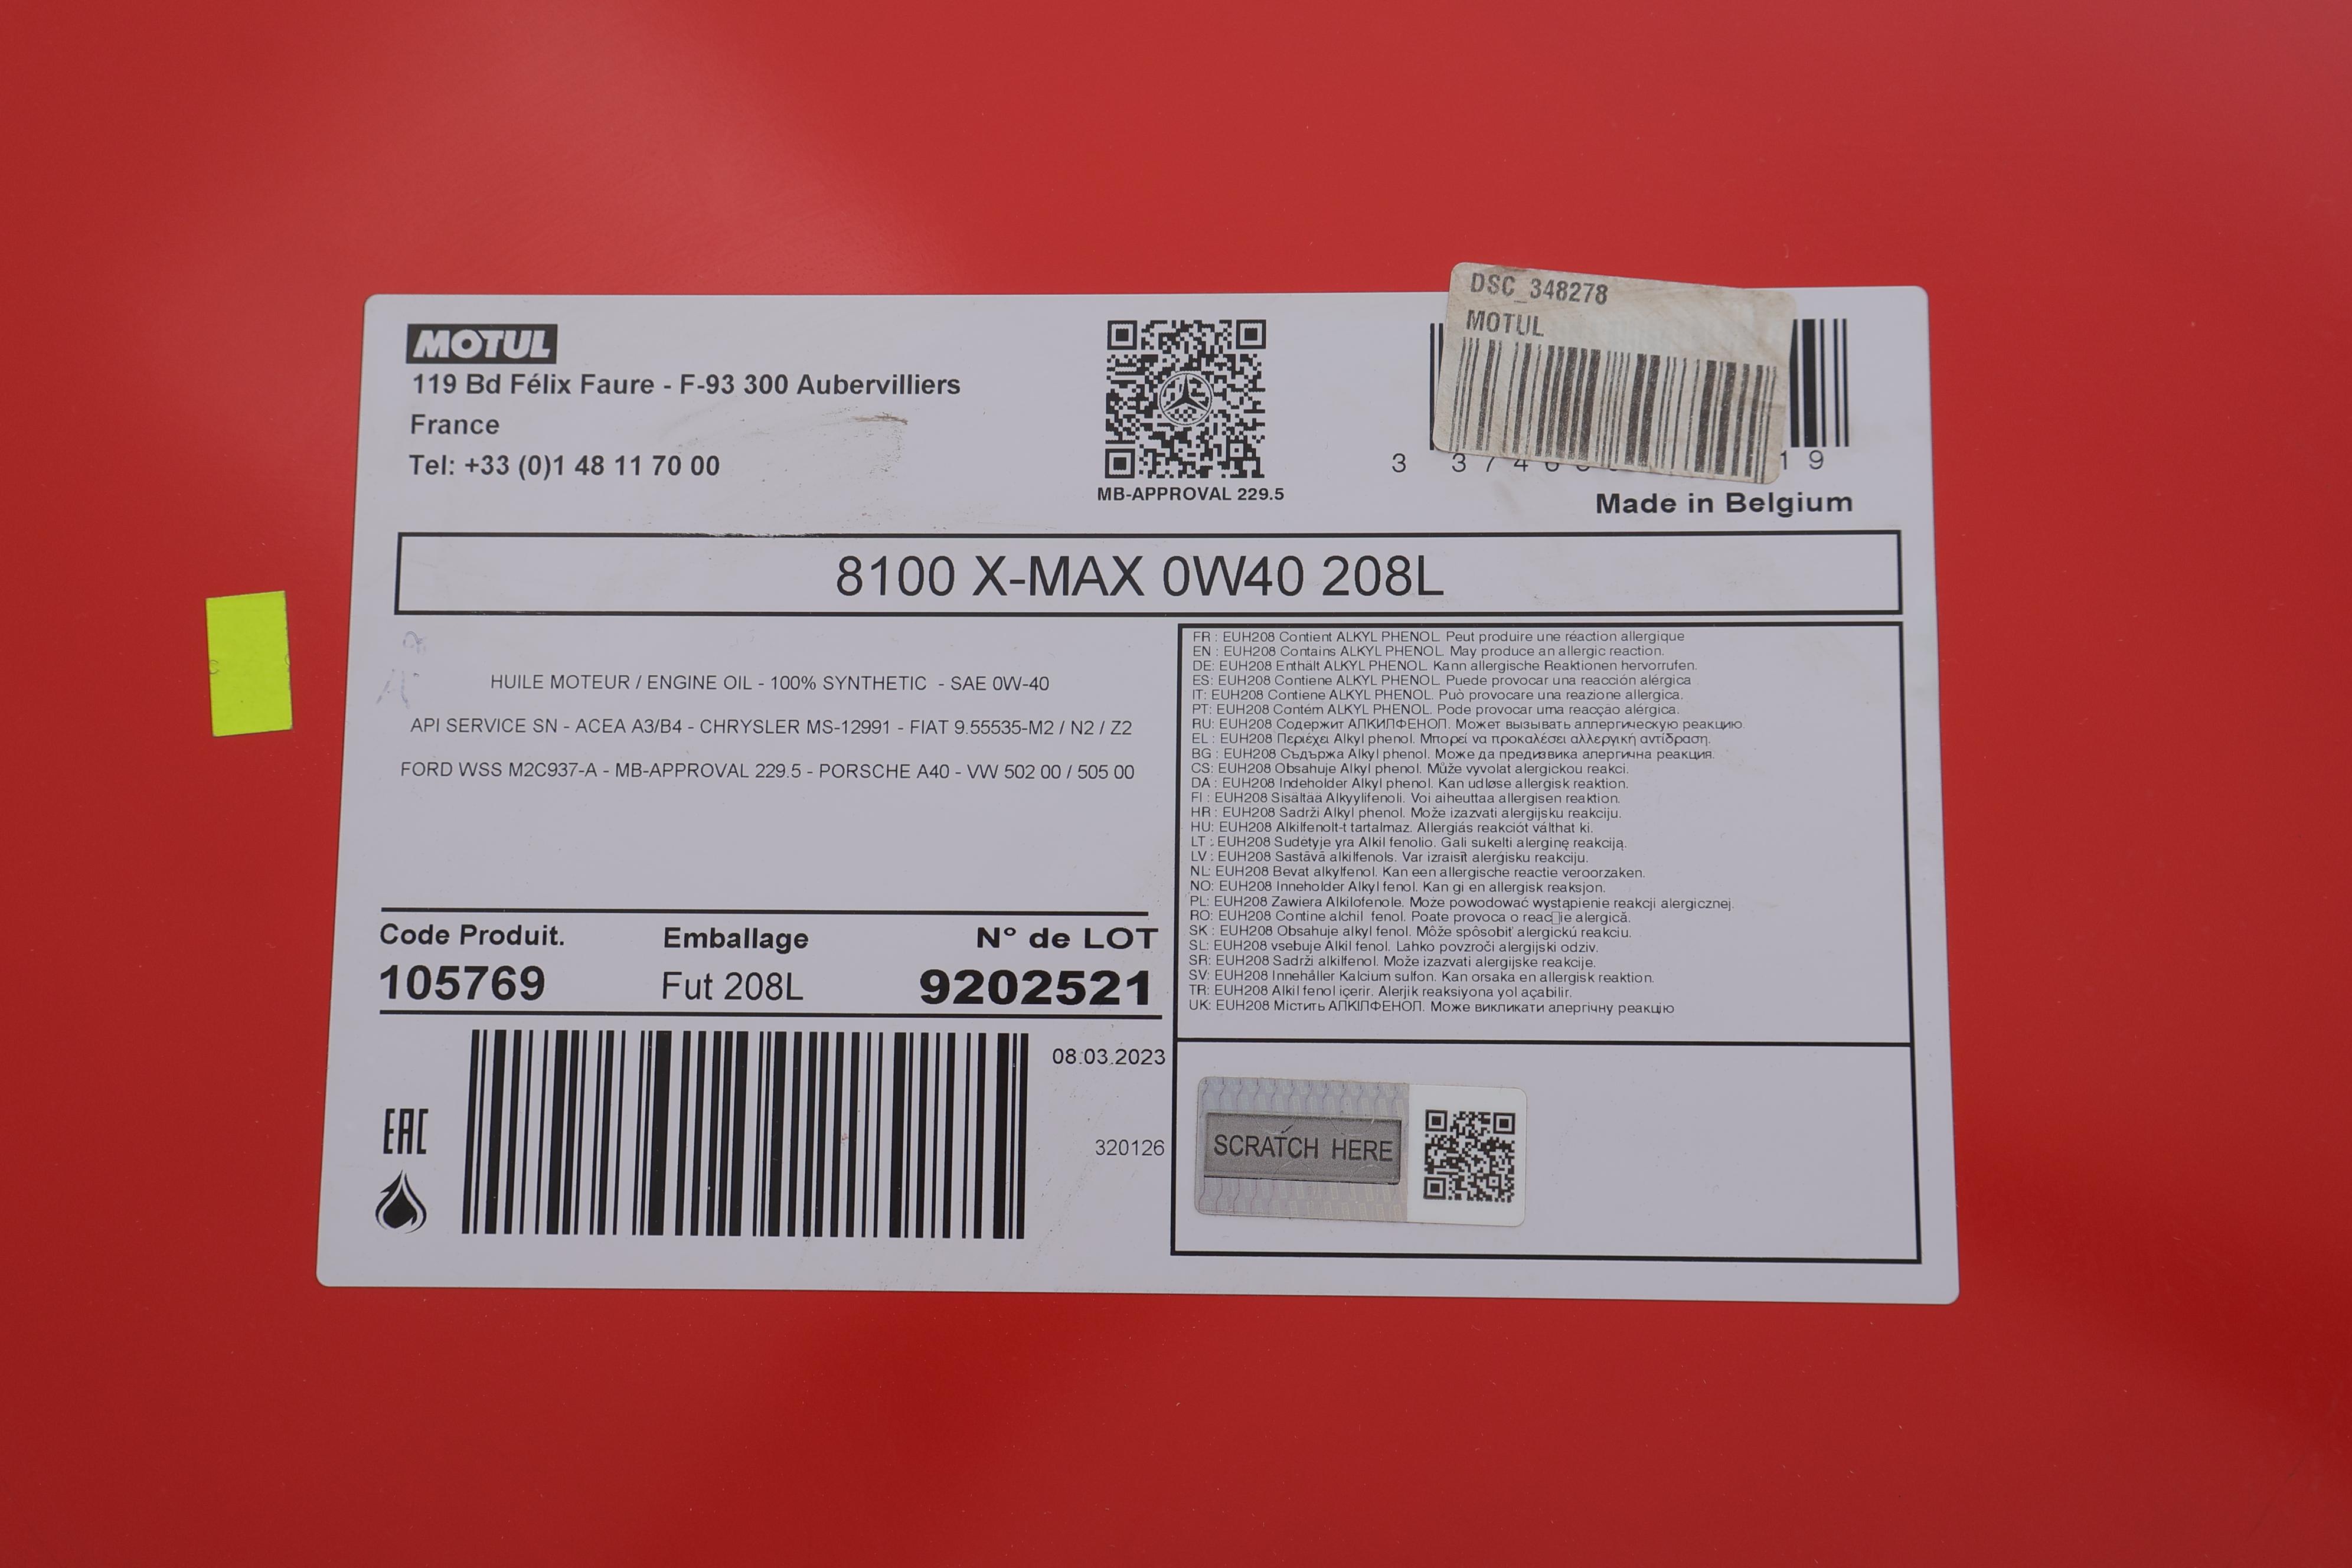 MOTUL
119 Bd Félix Faure - F-93 300 Aubervilliers
France
Tel: +33 (0)1 48 11 70 00
MB-APPROVAL 229.5
DSC_348278
MOTUL
3 3746 19
Made in Belgium
8100 X-MAX 0W40 208L
HUILE MOTEUR / ENGINE OIL - 100% SYNTHETIC - SAE 0W-40
API SERVICE SN - ACEA A3/B4 - CHRYSLER MS-12991 - FIAT 9.55535-M2 / N2 / Z2
FORD WSS M2C937-A - MB-APPROVAL 229.5 - PORSCHE A40 - VW 502 00 / 505 00
FR : EUH208 Contient ALKYL PHENOL. Peut produire une réaction allergique
EN : EUH208 Contains ALKYL PHENOL. May produce an allergic reaction.
DE: EUH208 Enthält ALKYL PHENOL. Kann allergische Reaktionen hervorrufen.
ES: EUH208 Contiene ALKYL PHENOL. Puede provocar una reacción alérgica
IT: EUH208 Contiene ALKYL PHENOL. Può provocare una reazione allergica.
PT: EUH208 Contém ALKYL PHENOL. Pode provocar uma reacção alérgica.
RU: EUH208 Содержит АЛКИЛФЕНОЛ. Может вызывать аллергическую реакцию.
EL : EUH208 Περιέχει Alkyl phenol. Μπορεί να προκαλέσει αλλεργική αντίδραση.
BG : EUH208 Съдържа Alkyl phenol. Може да предизвика алергична реакция.
CS: EUH208 Obsahuje Alkyl phenol. Může vyvolat alergickou reakci.
DA : EUH208 Indeholder Alkyl phenol. Kan udløse allergisk reaktion.
FI : EUH208 Sisältää Alkyylifenoli. Voi aiheuttaa allergisen reaktion.
HR : EUH208 Sadrži Alkyl phenol. Može izazvati alergijsku reakciju.
HU: EUH208 Alkilfenolt-t tartalmaz. Allergiás reakciót válthat ki.
LT : EUH208 Sudetyje yra Alkil fenolio. Gali sukelti alerginę reakciją.
LV : EUH208 Sastāvā alkilfenols. Var izraisīt alerģisku reakciju.
NL: EUH208 Bevat alkylfenol. Kan een allergische reactie veroorzaken.
NO: EUH208 Inneholder Alkyl fenol. Kan gi en allergisk reaksjon.
PL: EUH208 Zawiera Alkilofenole. Może powodować wystąpienie reakcji alergicznej.
RO: EUH208 Contine alchil fenol. Poate provoca o reac□ie alergică.
SK : EUH208 Obsahuje alkyl fenol. Môže spôsobiť alergickú reakciu.
SL: EUH208 vsebuje Alkil fenol. Lahko povzroči alergijski odziv.
SR: EUH208 Sadrži alkilfenol. Može izazvati alergijske reakcije.
SV: EUH208 Innehåller Kalcium sulfon. Kan orsaka en allergisk reaktion.
TR: EUH208 Alkil fenol içerir. Alerjik reaksiyona yol açabilir.
UK: EUH208 Містить АЛКІЛФЕНОЛ. Може викликати алергічну реакцію
Code Produit. Emballage N° de LOT
105769 Fut 208L 9202521
08.03.2023
320126
EAC
SCRATCH HERE